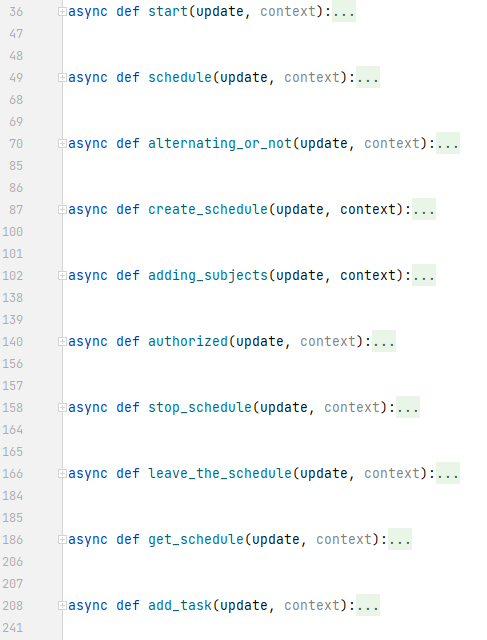 36 async def start(update, context):...
47
48
49 async def schedule(update, context):...
68
69
70 async def alternating_or_not(update, context):...
85
86
87 async def create_schedule(update, context):...
100
101
102 async def adding_subjects(update, context):...
138
139
140 async def authorized(update, context):...
156
157
158 async def stop_schedule(update, context):...
164
165
166 async def leave_the_schedule(update, context):...
184
185
186 async def get_schedule(update, context):...
206
207
208 async def add_task(update, context):...
241